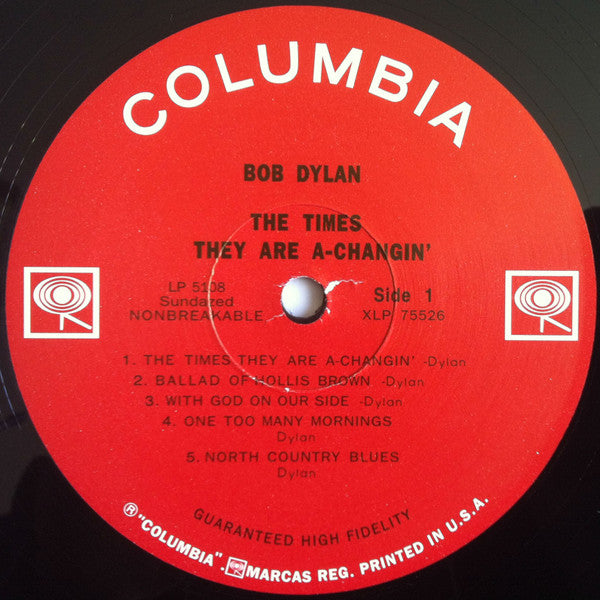 COLUMBIA
BOB DYLAN
THE TIMES
THEY ARE A-CHANGIN'
LP 5108
Sundazed
NONBREAKABLE
Side 1
XLP 75526
1. THE TIMES THEY ARE A-CHANGIN' -Dylan
2. BALLAD OF HOLLIS BROWN -Dylan
3. WITH GOD ON OUR SIDE -Dylan
4. ONE TOO MANY MORNINGS
Dylan
5. NORTH COUNTRY BLUES
Dylan
GUARANTEED HIGH FIDELITY
® "COLUMBIA". MARCAS REG. PRINTED IN U.S.A.